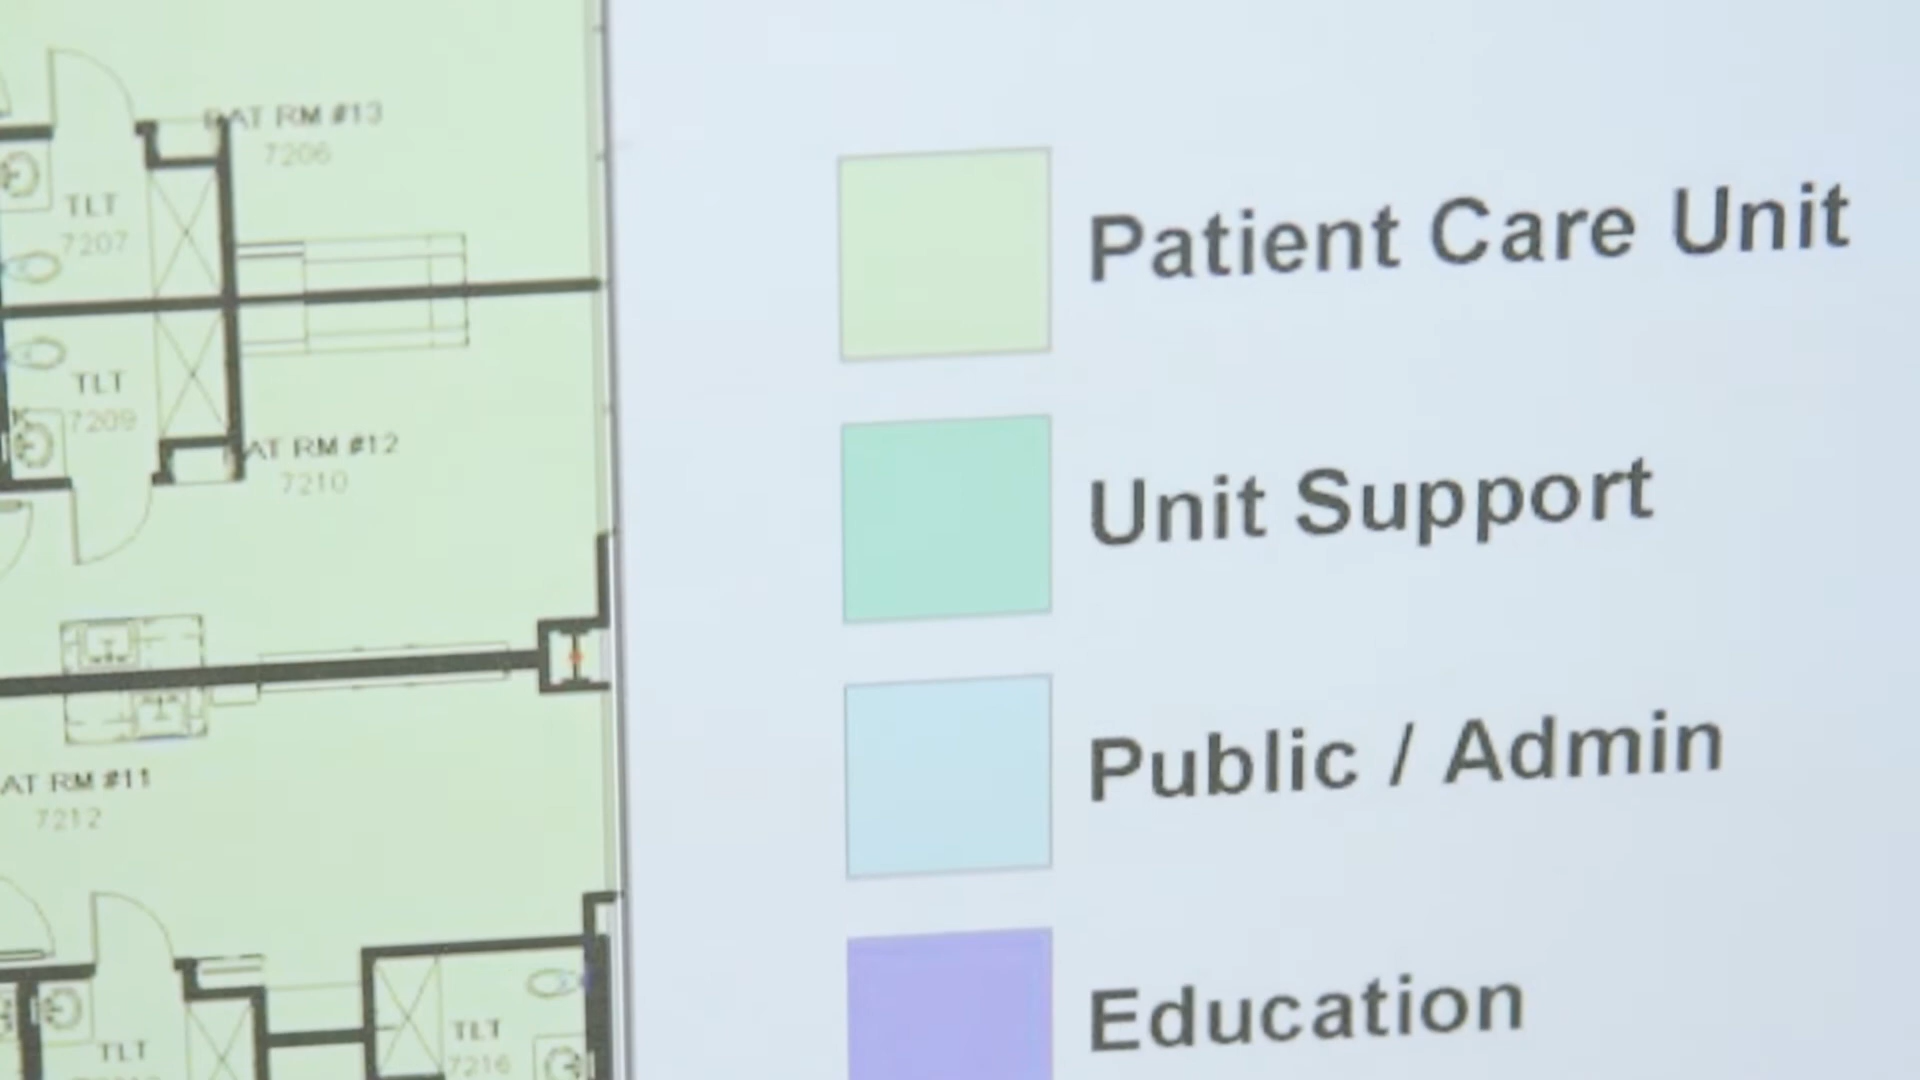 PAT RM #13
7206
TLT
7207
TLT
7209
PAT RM #12
7210
AT RM #11
7212
TLT
TLT
7216
Patient Care Unit
Unit Support
Public / Admin
Education